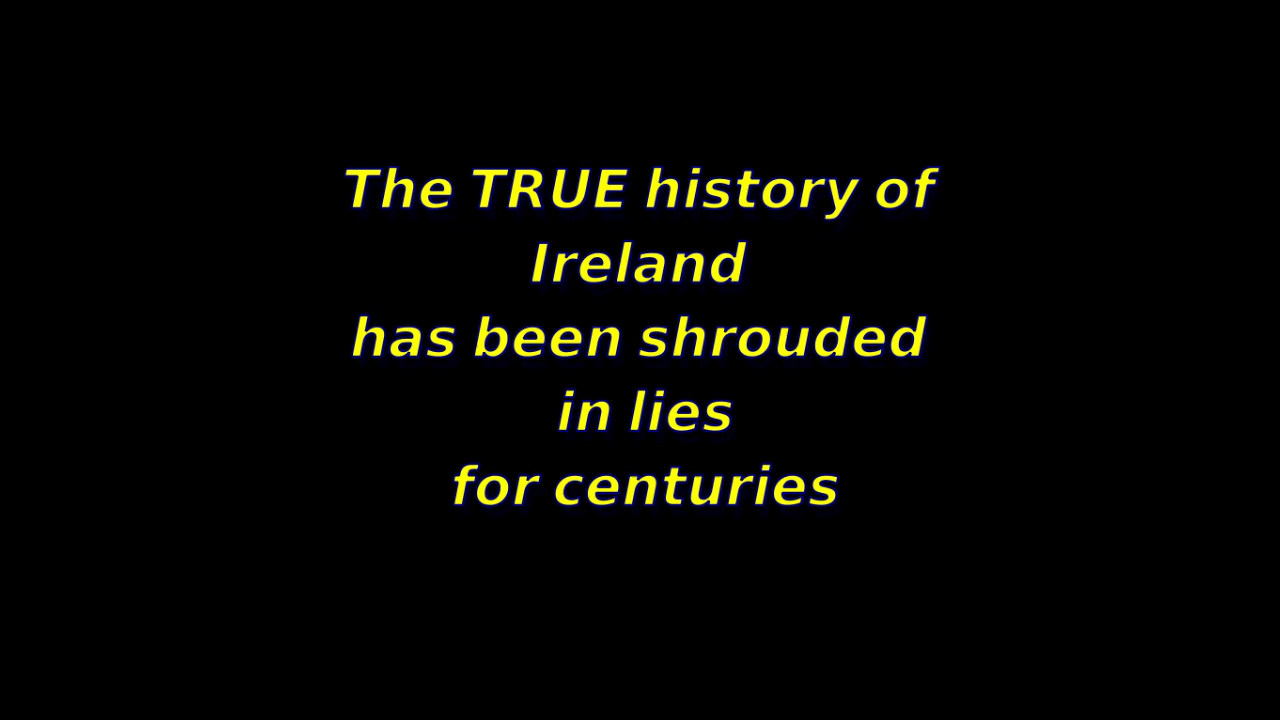 The TRUE history of
Ireland
has been shrouded
in lies
for centuries